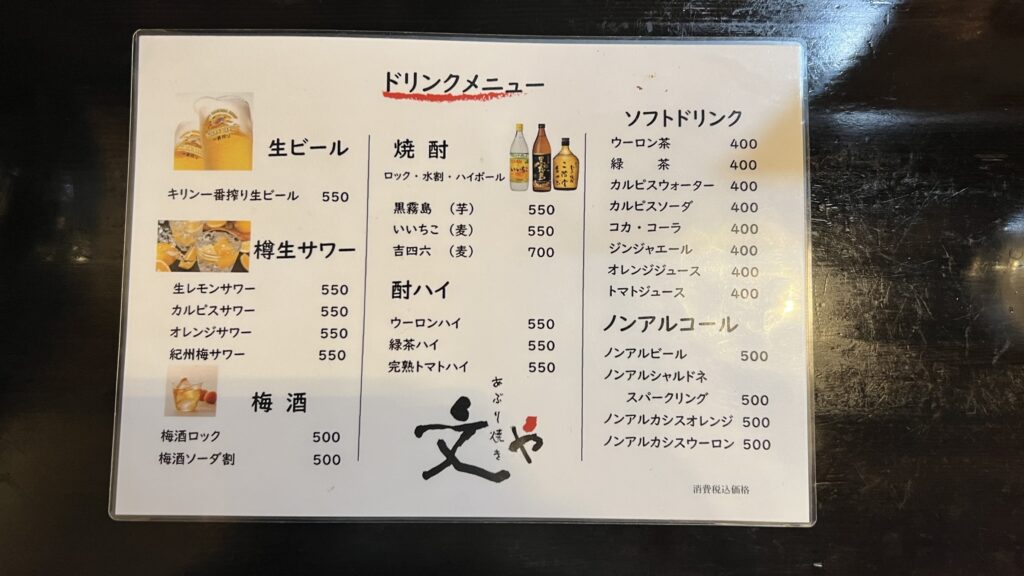 ドリンクメニュー
生ビール
キリン一番搾り生ビール 550
樽生サワー
生レモンサワー 550
カルピスサワー 550
オレンジサワー 550
紀州梅サワー 550
梅酒
梅酒ロック 500
梅酒ソーダ割 500
焼酎
ロック・水割・ハイボール
黒霧島 (芋) 550
いいちこ (麦) 550
吉四六 (麦) 700
酎ハイ
ウーロンハイ 550
緑茶ハイ 550
完熟トマトハイ 550
あぶり焼き
文や
ソフトドリンク
ウーロン茶 400
緑茶 400
カルピスウォーター 400
カルピスソーダ 400
コカ・コーラ 400
ジンジャエール 400
オレンジジュース 400
トマトジュース 400
ノンアルコール
ノンアルビール 500
ノンアルシャルドネ
スパークリング 500
ノンアルカシスオレンジ 500
ノンアルカシスウーロン 500
消費税込価格